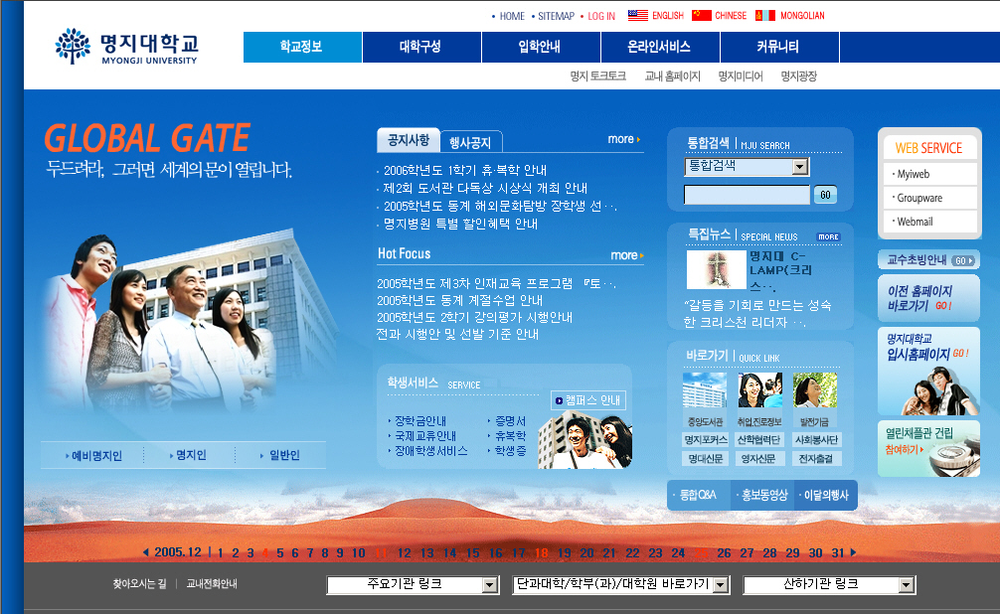 HOME SITEMAP LOG IN ENGLISH CHINESE MONGOLIAN
명지대학교
MYONGJI UNIVERSITY
학교정보 대학구성 입학안내 온라인서비스 커뮤니티
명지 토크토크 교내 홈페이지 명지미디어 명지광장
GLOBAL GATE
두드려라, 그러면 세계의 문이 열립니다.
예비명지인 명지인 일반인
공지사항 행사공지 more
2006학년도 1학기 휴·복학 안내
제2회 도서관 다독상 시상식 개최 안내
2005학년도 동계 해외문화탐방 장학생 선···.
명지병원 특별 할인혜택 안내
Hot Focus more
2005학년도 제3차 인재교육 프로그램 『토···.
2005학년도 동계 계절수업 안내
2005학년도 2학기 강의평가 시행안내
전과 시행안 및 선발 기준 안내
학생서비스 SERVICE
캠퍼스 안내
장학금안내 증명서
국제교류안내 휴복학
장애학생서비스 학생증
통합검색 | MJU SEARCH
통합검색
GO
특집뉴스 | SPECIAL NEWS MORE
명지대 C-
LAMP(크리
스···.
“갈등을 기회로 만드는 성숙
한 크리스천 리더자 ···.
바로가기 | QUICK LINK
중앙도서관 취업,진로정보 발전기금
명지포커스 산학협력단 사회봉사단
명대신문 영자신문 전자출결
통합Q&A 홍보동영상 이달의행사
WEB SERVICE
Myiweb
Groupware
Webmail
교수초빙안내 GO
이전 홈페이지
바로가기 GO!
명지대학교
입시홈페이지 GO!
열린채플관 건립
참여하기
2005.12 | 1 2 3 4 5 6 7 8 9 10 11 12 13 14 15 16 17 18 19 20 21 22 23 24 25 26 27 28 29 30 31
찾아오시는 길 | 교내전화안내
주요기관 링크 단과대학/학부(과)/대학원 바로가기 산하기관 링크